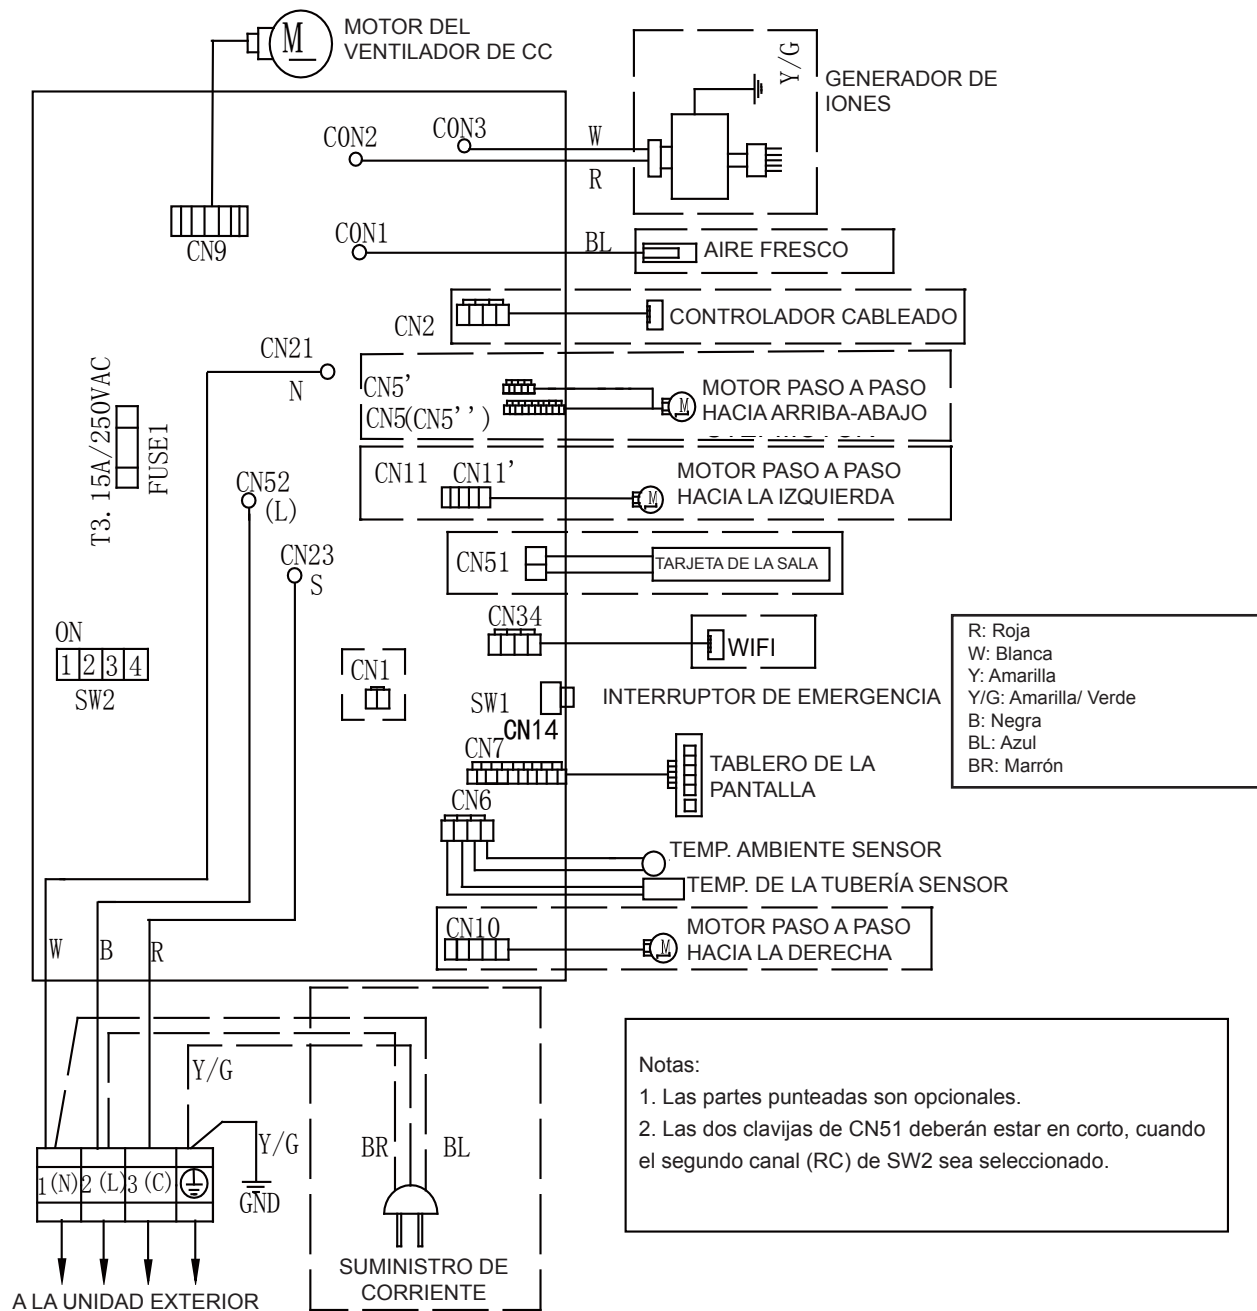 MOTOR DEL
VENTILADOR DE CC
M
Y/G
GENERADOR DE
IONES
CON2
CON3
W
R
CN9
CON1
BL
AIRE FRESCO
CN2
CONTROLADOR CABLEADO
CN21
N
CN5'
CN5(CN5'')
M
MOTOR PASO A PASO
HACIA ARRIBA-ABAJO
T3.15A/250VAC
FUSE1
CN11
CN11'
M
MOTOR PASO A PASO
HACIA LA IZQUIERDA
CN52
(L)
CN23
S
CN51
TARJETA DE LA SALA
CN34
WIFI
ON
1 2 3 4
SW2
CN1
SW1
INTERRUPTOR DE EMERGENCIA
CN14
CN7
TABLERO DE LA
PANTALLA
CN6
TEMP. AMBIENTE SENSOR
TEMP. DE LA TUBERÍA SENSOR
CN10
M
MOTOR PASO A PASO
HACIA LA DERECHA
R: Roja
W: Blanca
Y: Amarilla
Y/G: Amarilla/ Verde
B: Negra
BL: Azul
BR: Marrón
W
B
R
Y/G
Y/G
BR
BL
1(N) 2(L) 3(C)
GND
SUMINISTRO DE
CORRIENTE
A LA UNIDAD EXTERIOR
Notas:
1. Las partes punteadas son opcionales.
2. Las dos clavijas de CN51 deberán estar en corto, cuando
el segundo canal (RC) de SW2 sea seleccionado.